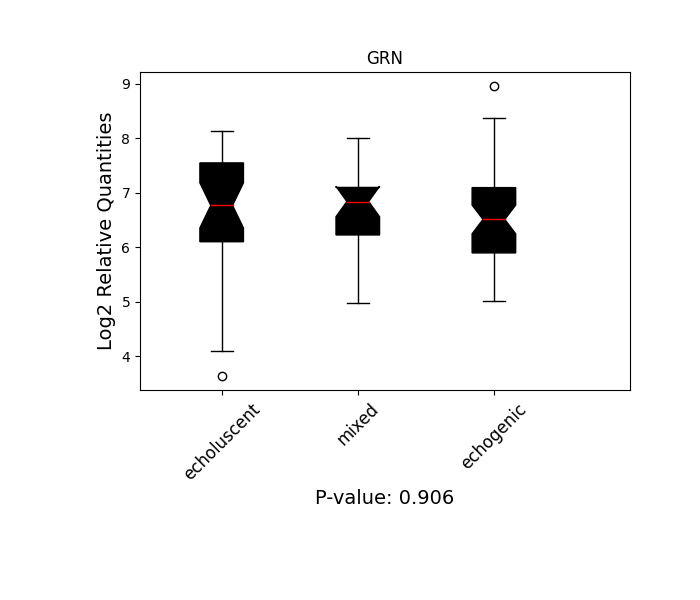 GRN
Log2 Relative Quantities
9
8
7
6
5
4
echoluscent
mixed
echogenic
P-value: 0.906